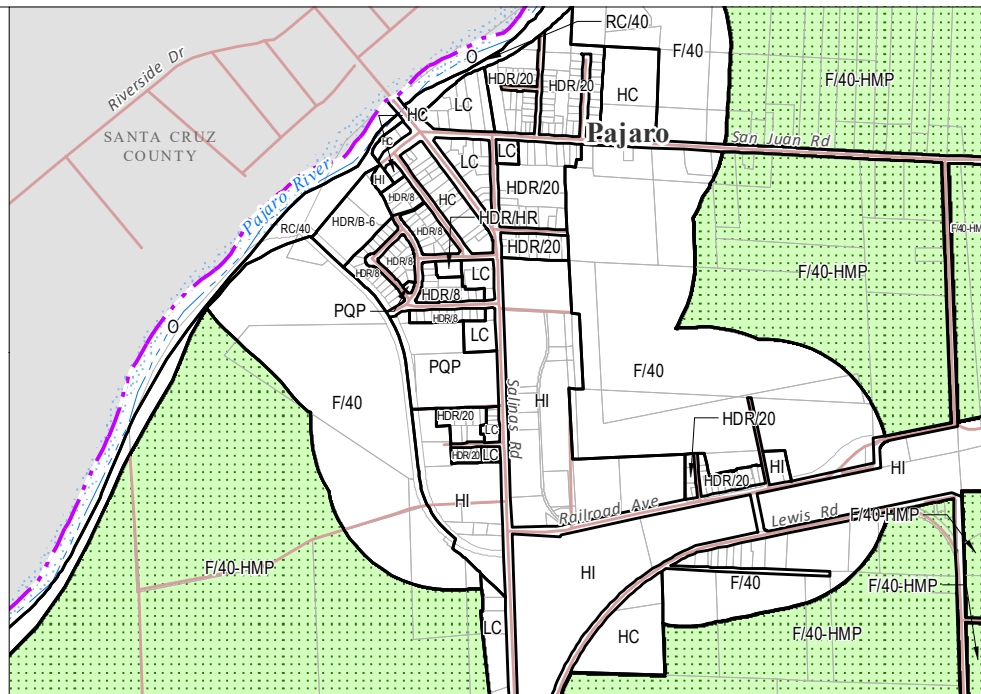 RC/40
O
F/40
F/40-HMP
Riverside Dr
HDR/20
HDR/20
HC
LC
HC
Pajaro
SANTA CRUZ
COUNTY
HC
San Juan Rd
LC
LC
Pajaro River
HI
HDR/20
HDR/8
HC
HDR/B-6
HDR/HR
RC/40
F/40-HM
HDR/8
HDR/20
HDR/8
HDR/8
LC
F/40-HMP
HDR/8
PQP
HDR/8
O
LC
PQP
F/40
F/40
Salinas Rd
HI
HDR/20
HDR/20
LC
HDR/20
LC
HI
HI
HDR/20
HI
Railroad Ave
Lewis Rd
F/40-HMP
F/40-HMP
HI
F/40
F/40-HMP
LC
HC
F/40-HMP